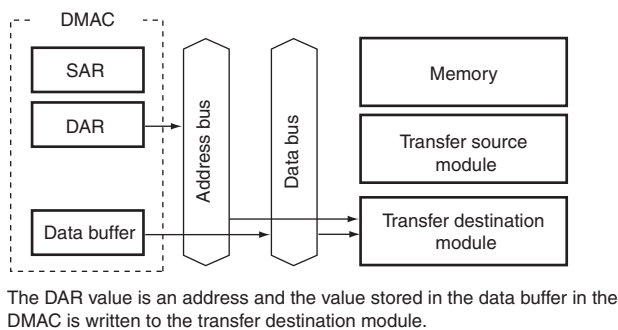 DMAC
SAR
DAR
Data buffer
Address bus
Data bus
Memory
Transfer source
module
Transfer destination
module
The DAR value is an address and the value stored in the data buffer in the
DMAC is written to the transfer destination module.